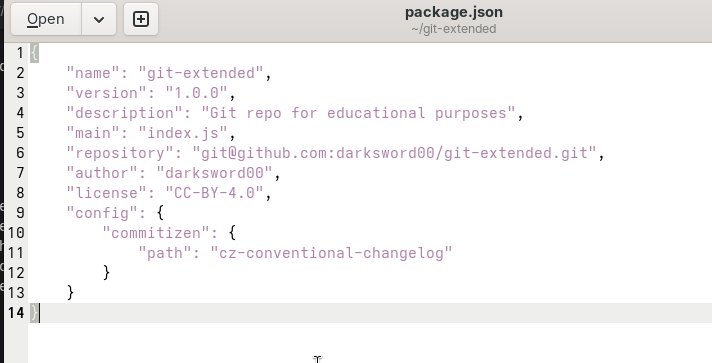 Open
package.json
~/git-extended
1 {
2     "name": "git-extended",
3     "version": "1.0.0",
4     "description": "Git repo for educational purposes",
5     "main": "index.js",
6     "repository": "git@github.com:darksword00/git-extended.git",
7     "author": "darksword00",
8     "license": "CC-BY-4.0",
9     "config": {
10         "commitizen": {
11             "path": "cz-conventional-changelog"
12         }
13     }
14 }